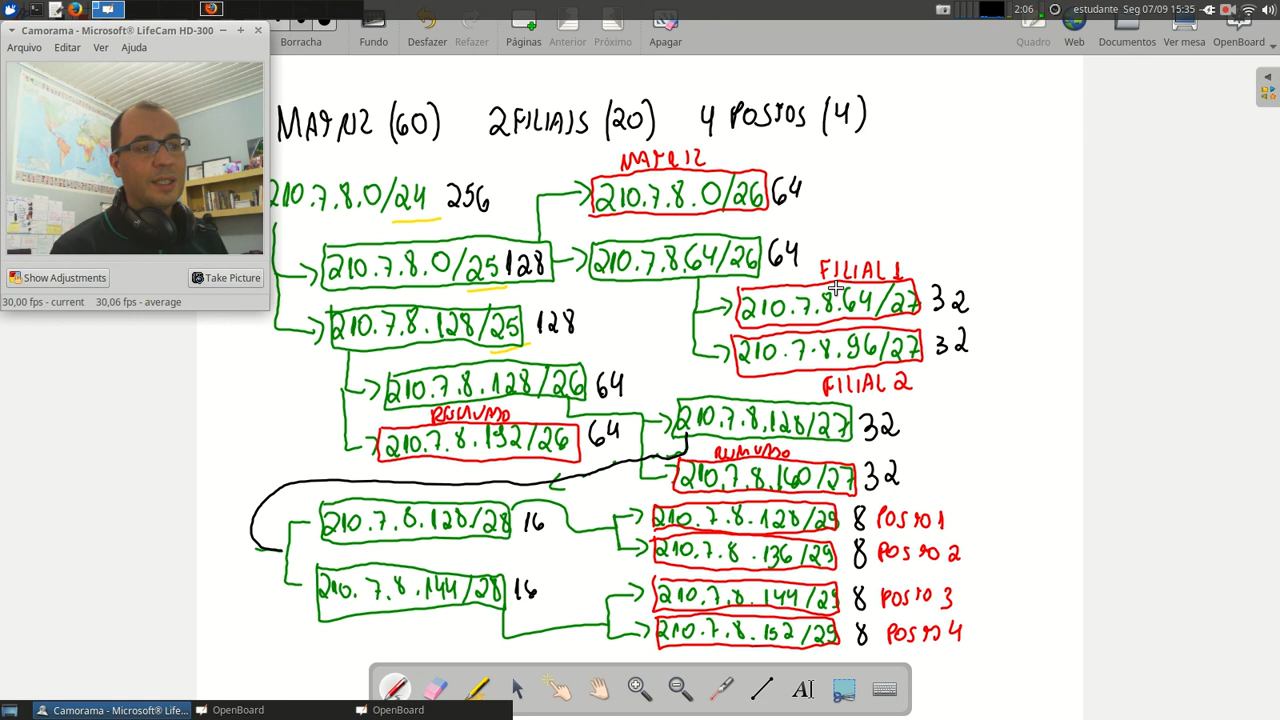 2:06 estudante Seg 07/09 15:35
Camorama - Microsoft® LifeCam HD-300
Arquivo Editar Ver Ajuda
Borracha Fundo Desfazer Refazer Páginas Anterior Próximo Apagar Quadro Web Documentos Ver mesa OpenBoard
MATRIZ (60) 2 FILIAIS (20) 4 POSTOS (4)
MATRIZ
210.7.8.0/24 256
210.7.8.0/26 64
210.7.8.0/25 128
210.7.8.64/26 64
FILIAL 1
210.7.8.64/27 32
210.7.8.128/25 128
210.7.8.96/27 32
FILIAL 2
210.7.8.128/26 64
REMUMDO
210.7.8.192/26 64
210.7.8.128/27 32
REMUMDO
210.7.8.160/27 32
210.7.8.128/28 16
210.7.8.128/29 8 POSTO 1
210.7.8.136/29 8 POSTO 2
210.7.8.144/28 16
210.7.8.144/29 8 POSTO 3
210.7.8.152/29 8 POSTO 4
Show Adjustments Take Picture
30,00 fps - current 30,06 fps - average
Camorama - Microsoft® Life... OpenBoard OpenBoard